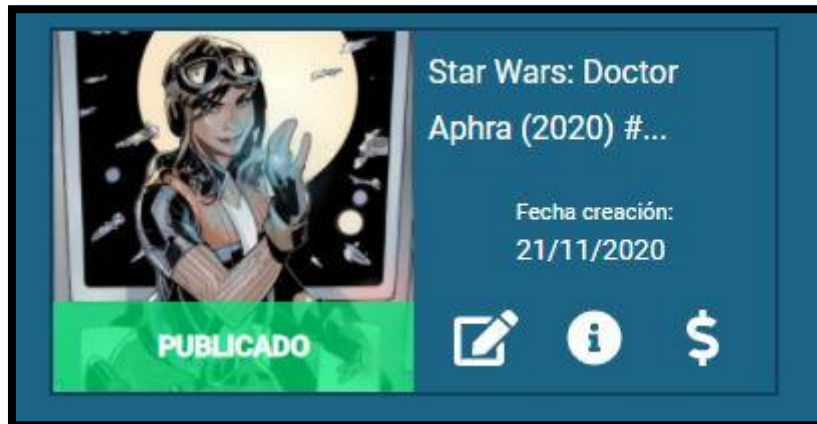 Star Wars: Doctor
Aphra (2020) #...
Fecha creación:
21/11/2020
PUBLICADO